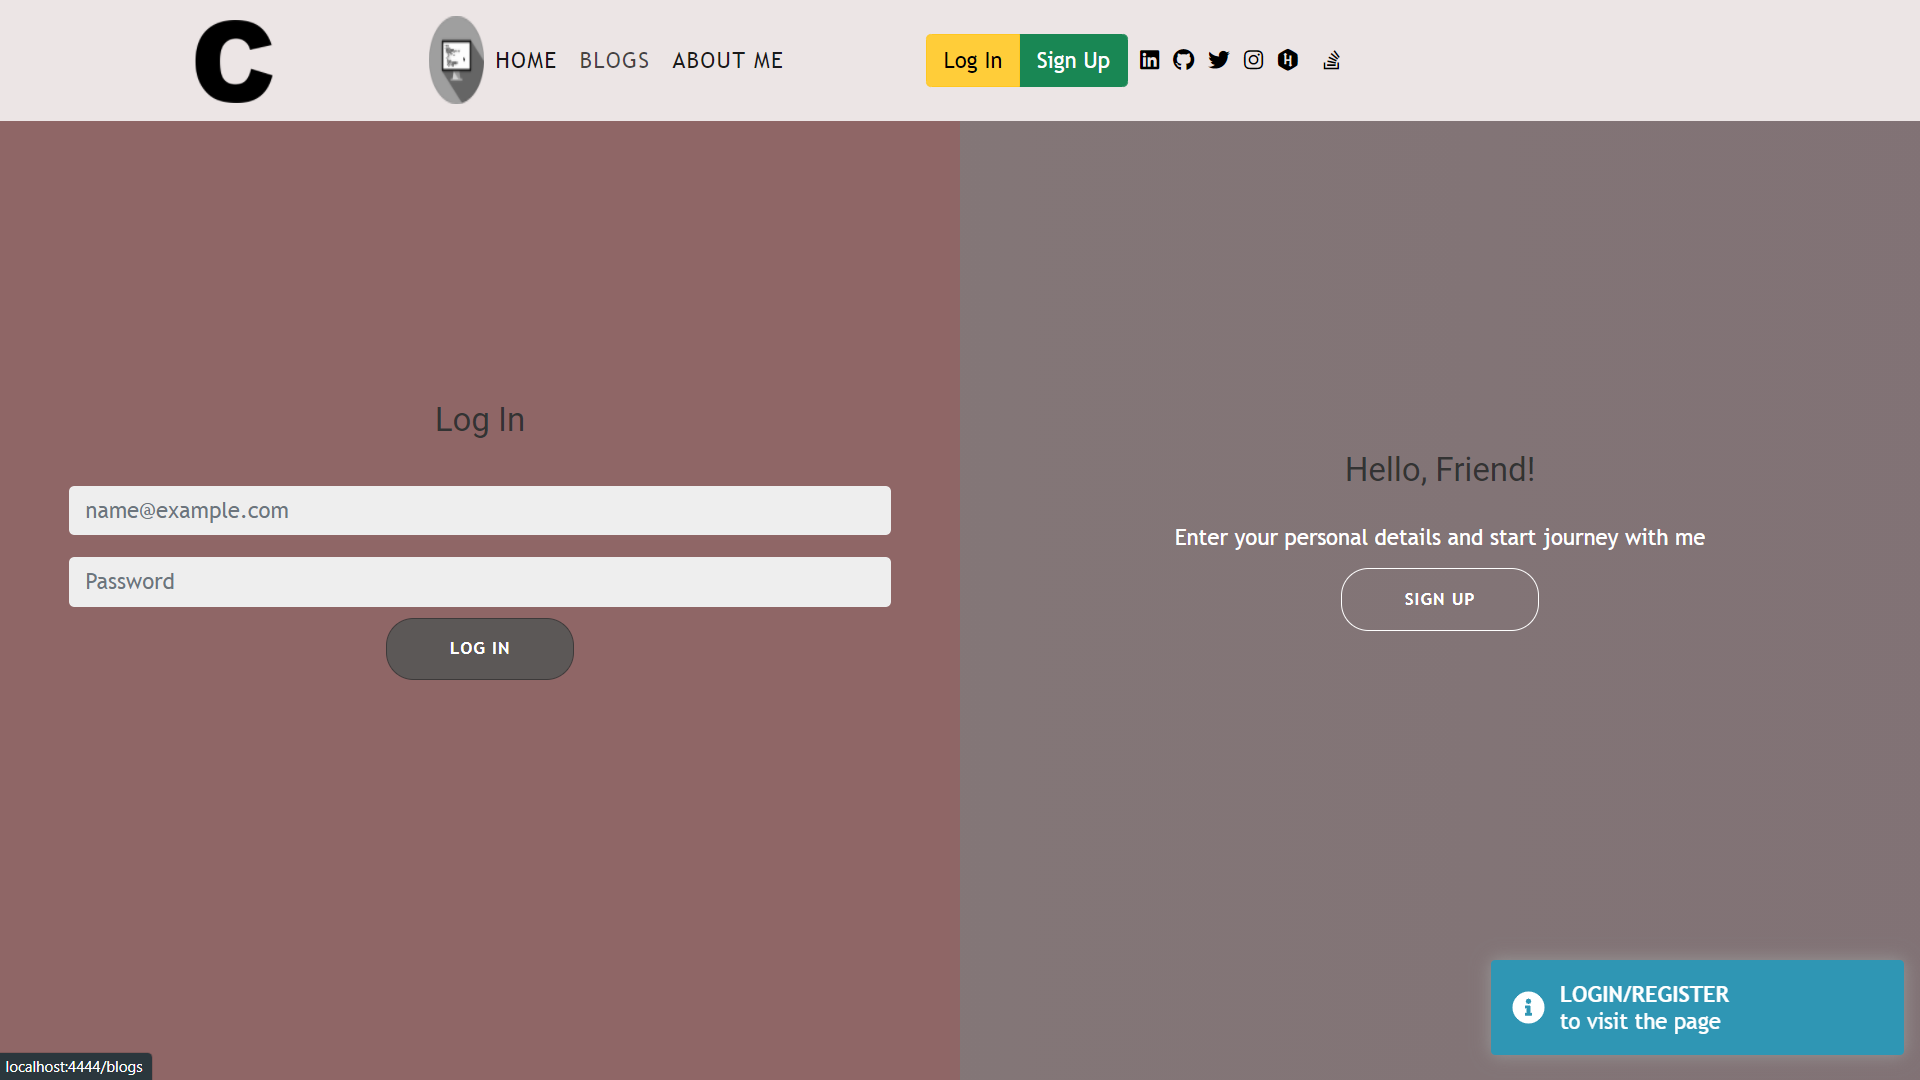 C
HOME BLOGS ABOUT ME
Log In Sign Up
Log In
name@example.com
Password
LOG IN
Hello, Friend!
Enter your personal details and start journey with me
SIGN UP
LOGIN/REGISTER
to visit the page
localhost:4444/blogs